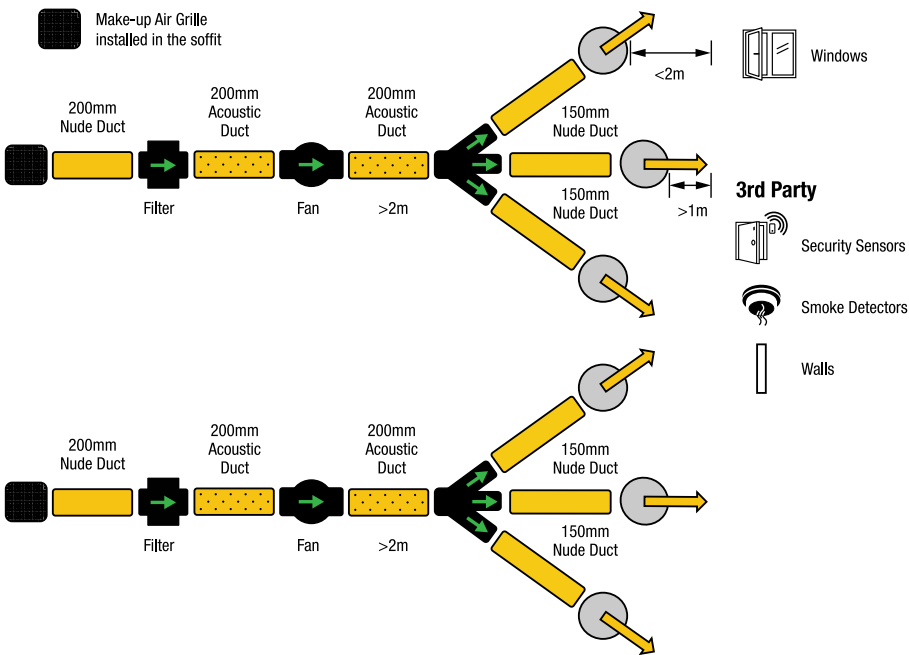 Make-up Air Grille
installed in the soffit
<2m
Windows
200mm
Nude Duct
200mm
Acoustic
Duct
200mm
Acoustic
Duct
150mm
Nude Duct
Filter
Fan
>2m
150mm
Nude Duct
>1m
3rd Party
Security Sensors
Smoke Detectors
Walls
200mm
Nude Duct
200mm
Acoustic
Duct
200mm
Acoustic
Duct
150mm
Nude Duct
Filter
Fan
>2m
150mm
Nude Duct